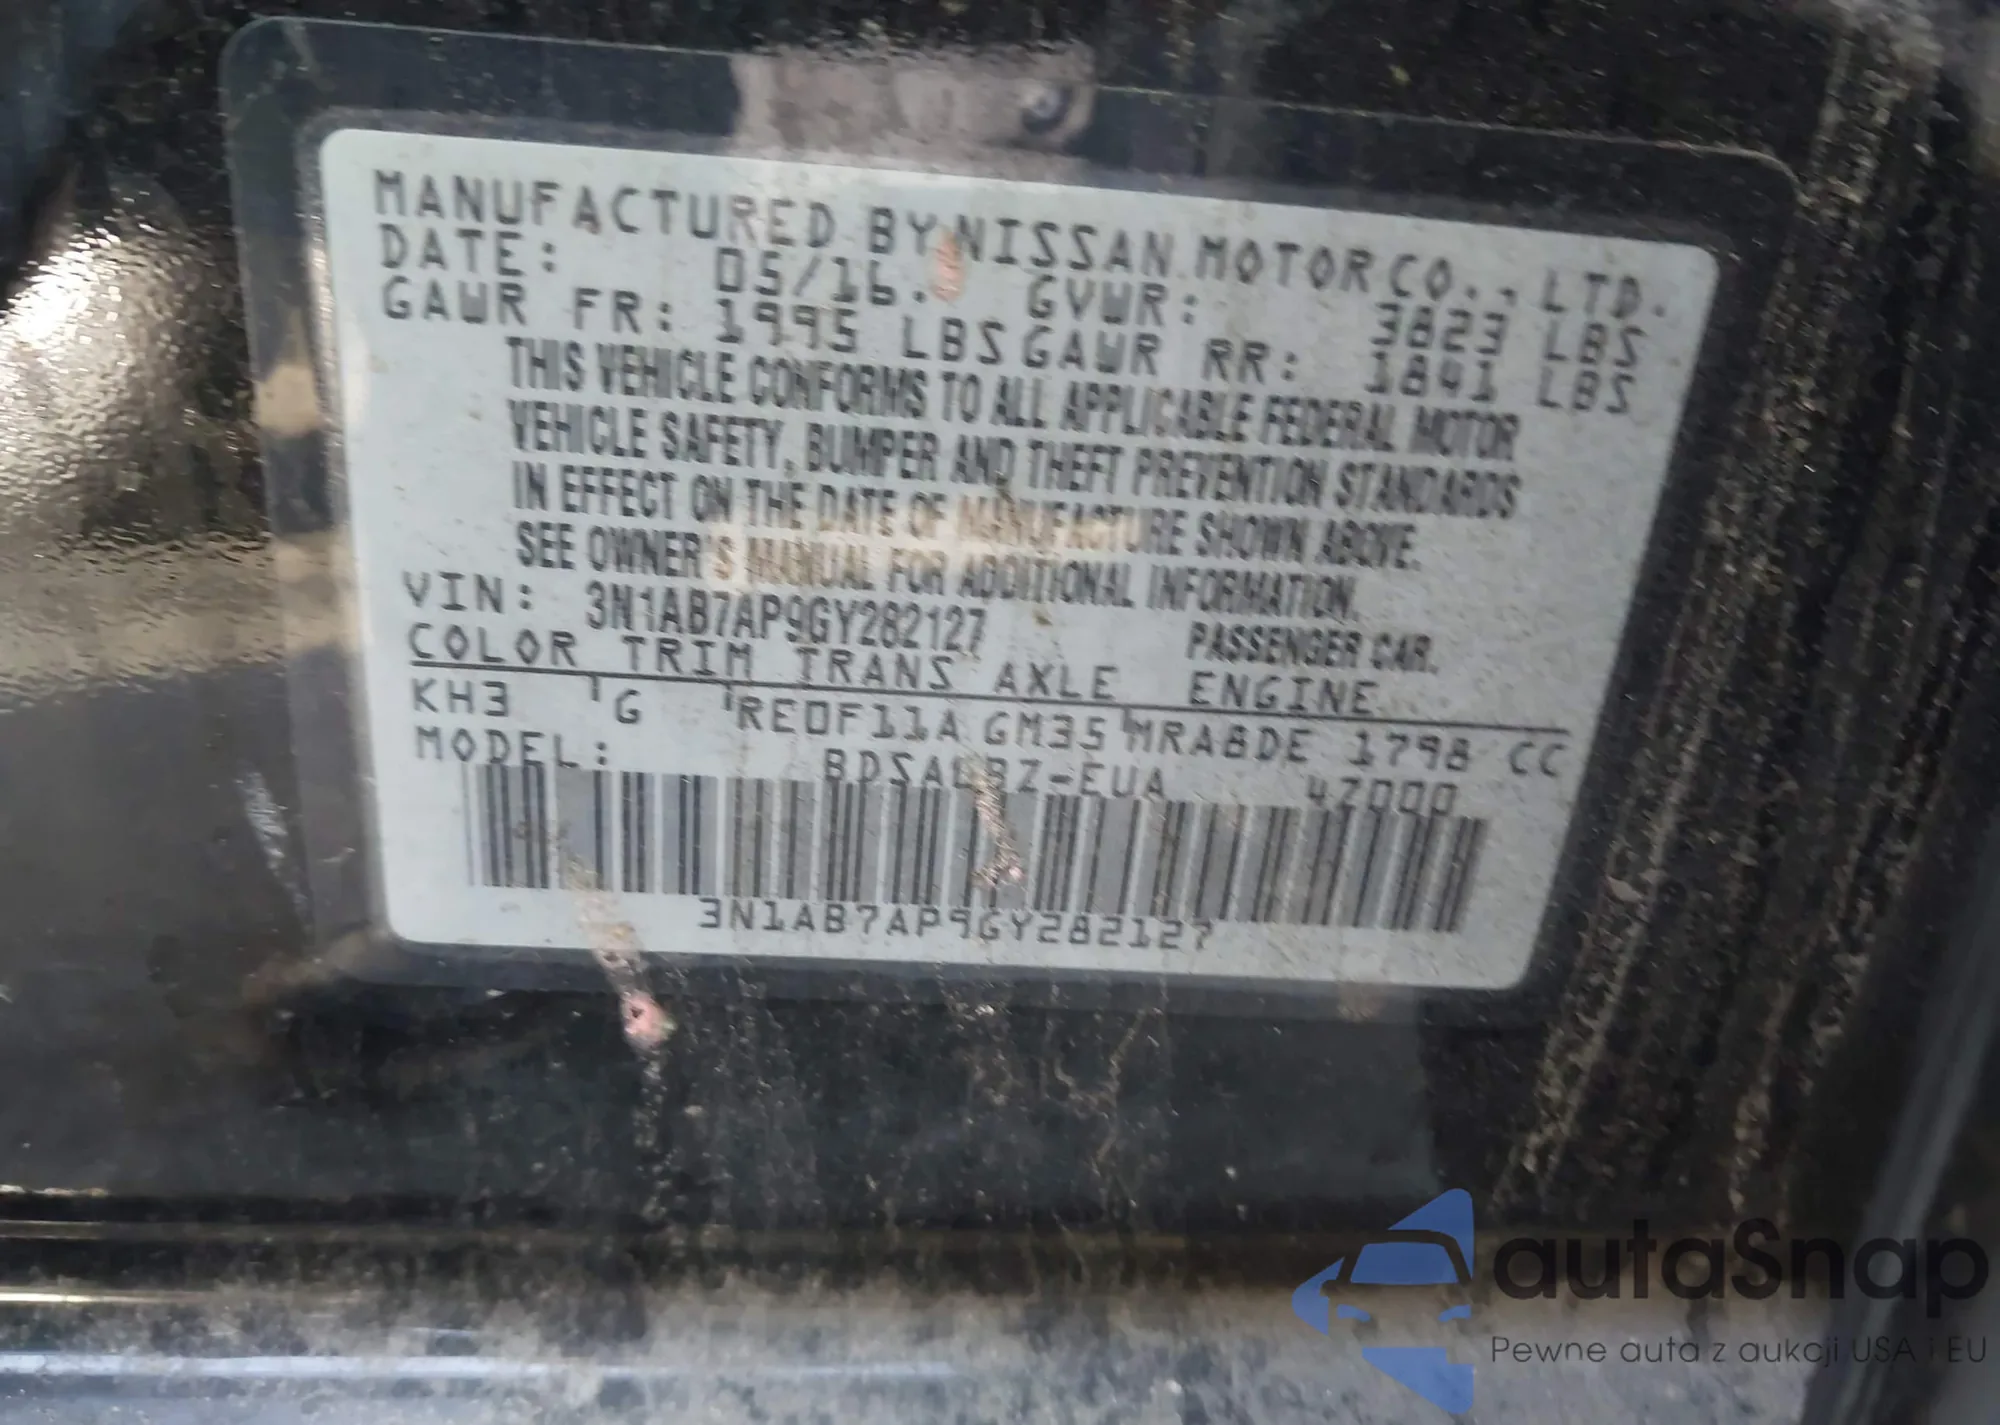 MANUFACTURED BY NISSAN MOTOR CO., LTD.
DATE: 05/16. GVWR: 3823 LBS
GAWR FR: 1995 LBS GAWR RR: 1841 LBS
THIS VEHICLE CONFORMS TO ALL APPLICABLE FEDERAL MOTOR
VEHICLE SAFETY, BUMPER AND THEFT PREVENTION STANDARDS
IN EFFECT ON THE DATE OF MANUFACTURE SHOWN ABOVE.
SEE OWNER'S MANUAL FOR ADDITIONAL INFORMATION.
VIN: 3N1AB7AP9GY282127 PASSENGER CAR.
COLOR TRIM TRANS AXLE ENGINE
KH3 G RE0F11A GM35 MRA8DE 1798 CC
MODEL: 4Z000
3N1AB7AP9GY282127
autaSnap
Pewne auta z aukcji USA i EU